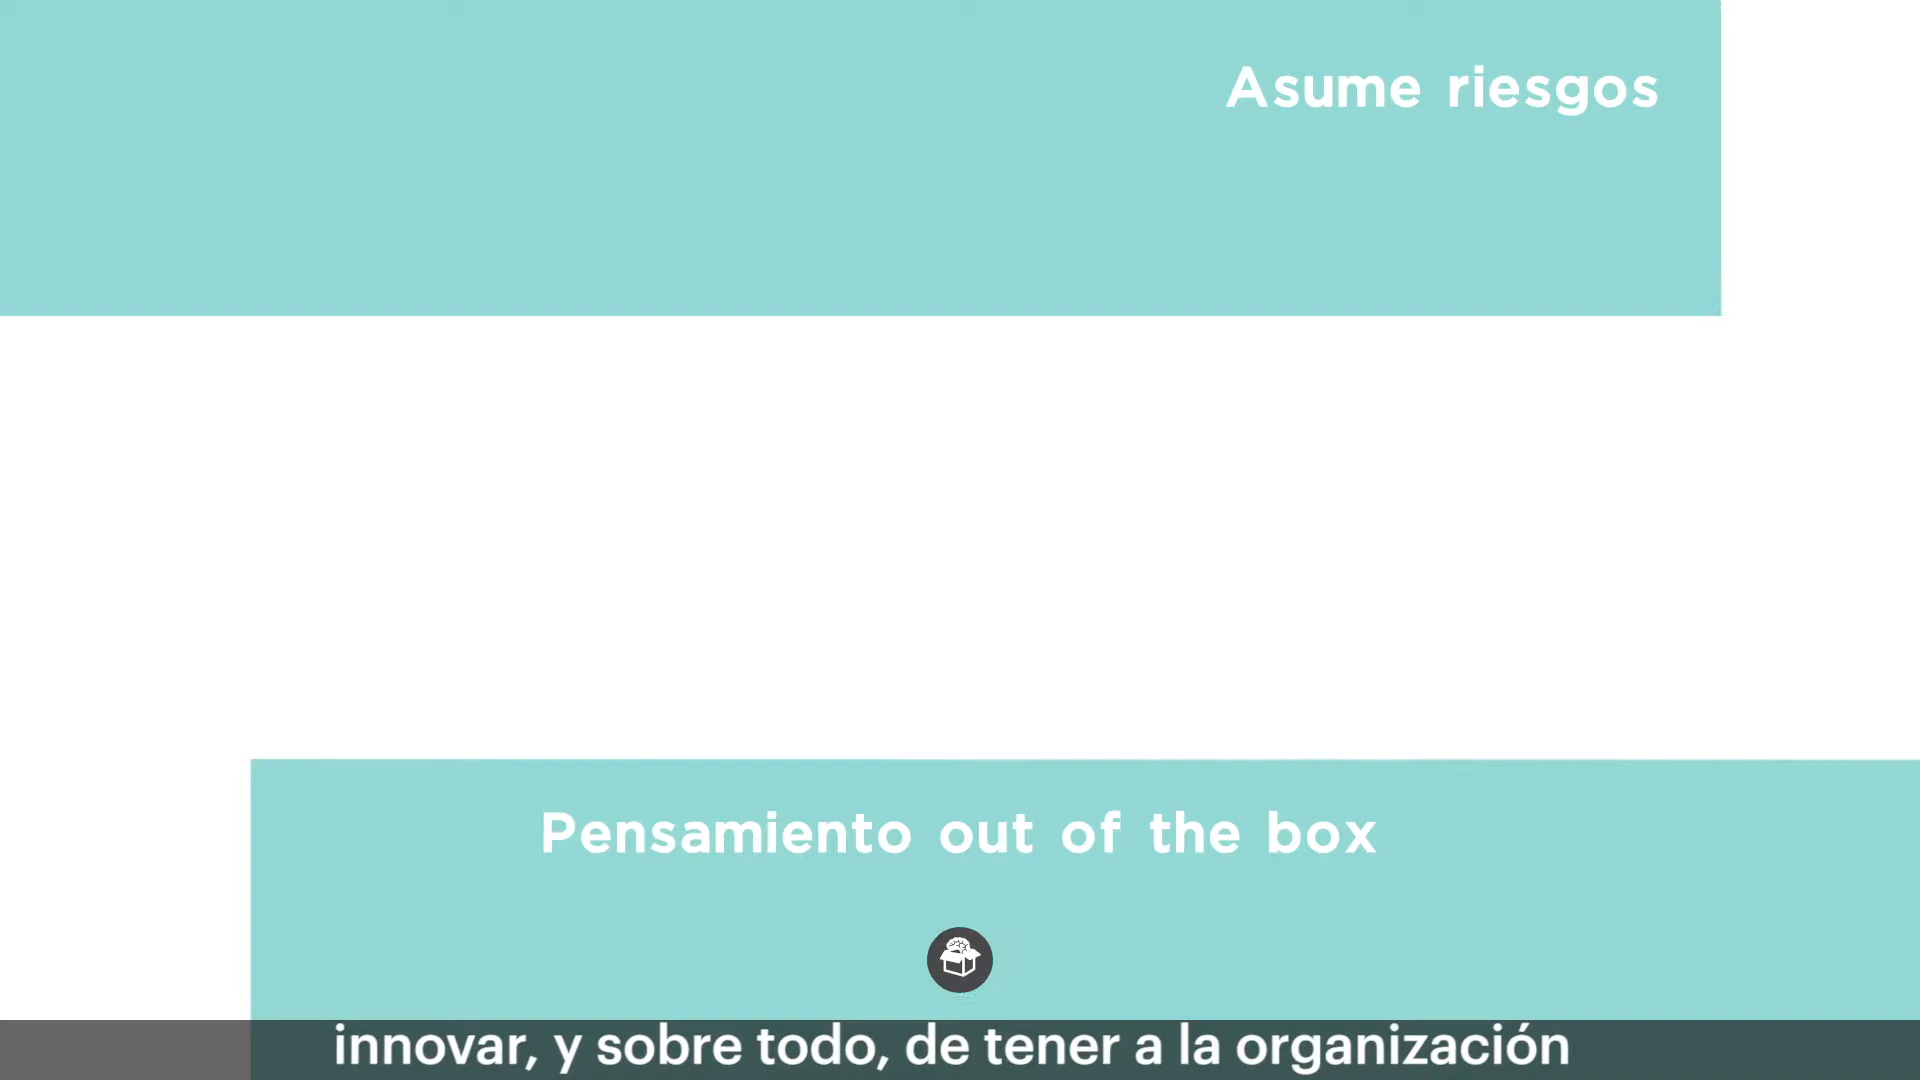 Asume riesgos
Pensamiento out of the box
innovar, y sobre todo, de tener a la organización